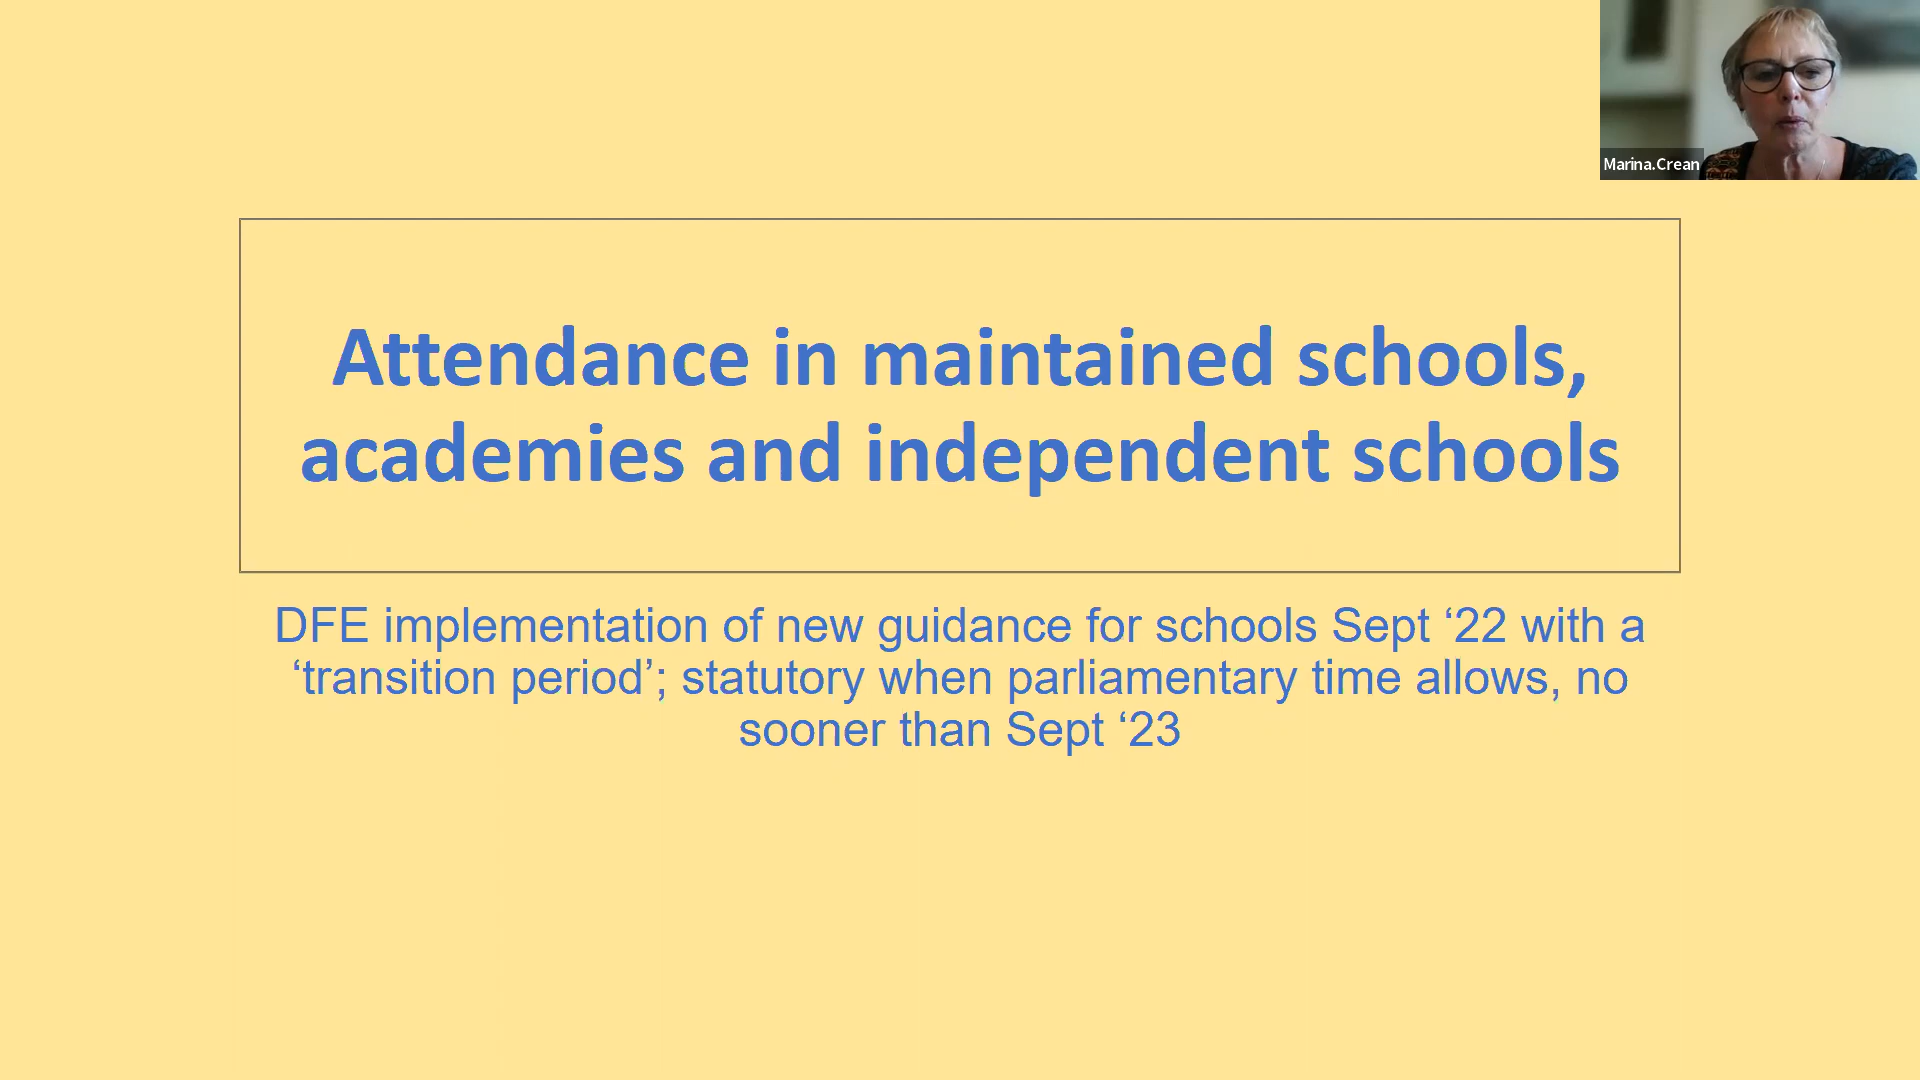 Marina.Crean
Attendance in maintained schools,
academies and independent schools
DFE implementation of new guidance for schools Sept ‘22 with a
‘transition period’; statutory when parliamentary time allows, no
sooner than Sept ‘23